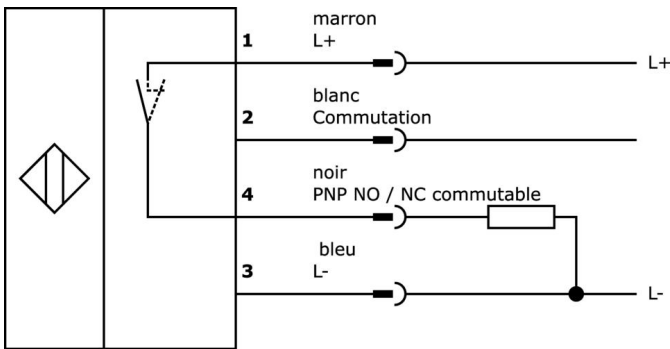 marron
1 L+ L+
blanc
2 Commutation
noir
4 PNP NO / NC commutable
bleu
3 L- L-